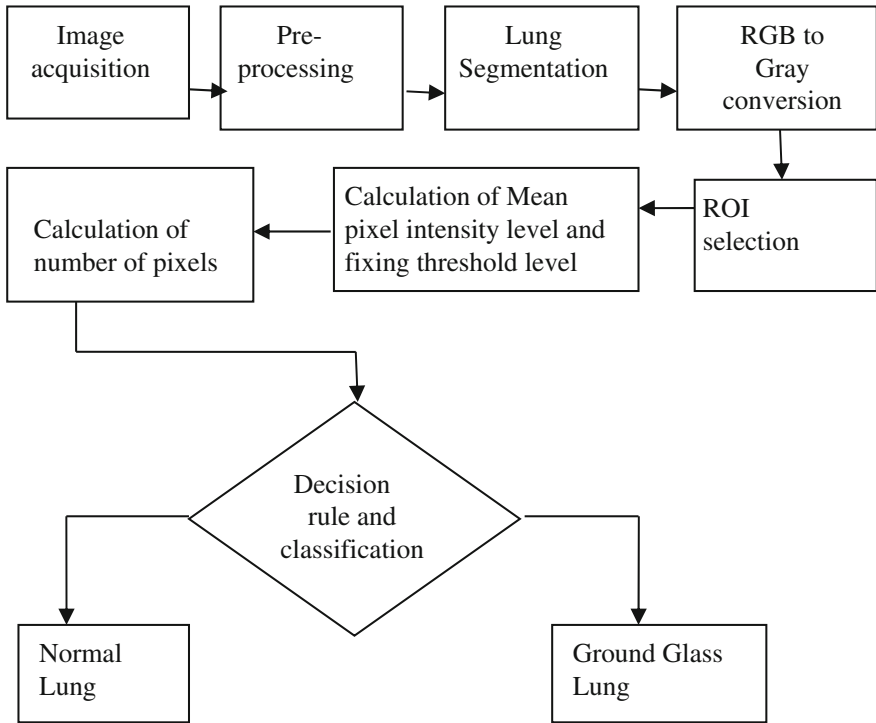 Image
acquisition
Pre-
processing
Lung
Segmentation
RGB to
Gray
conversion
ROI
selection
Calculation of Mean
pixel intensity level and
fixing threshold level
Calculation of
number of pixels
Decision
rule and
classification
Normal
Lung
Ground Glass
Lung